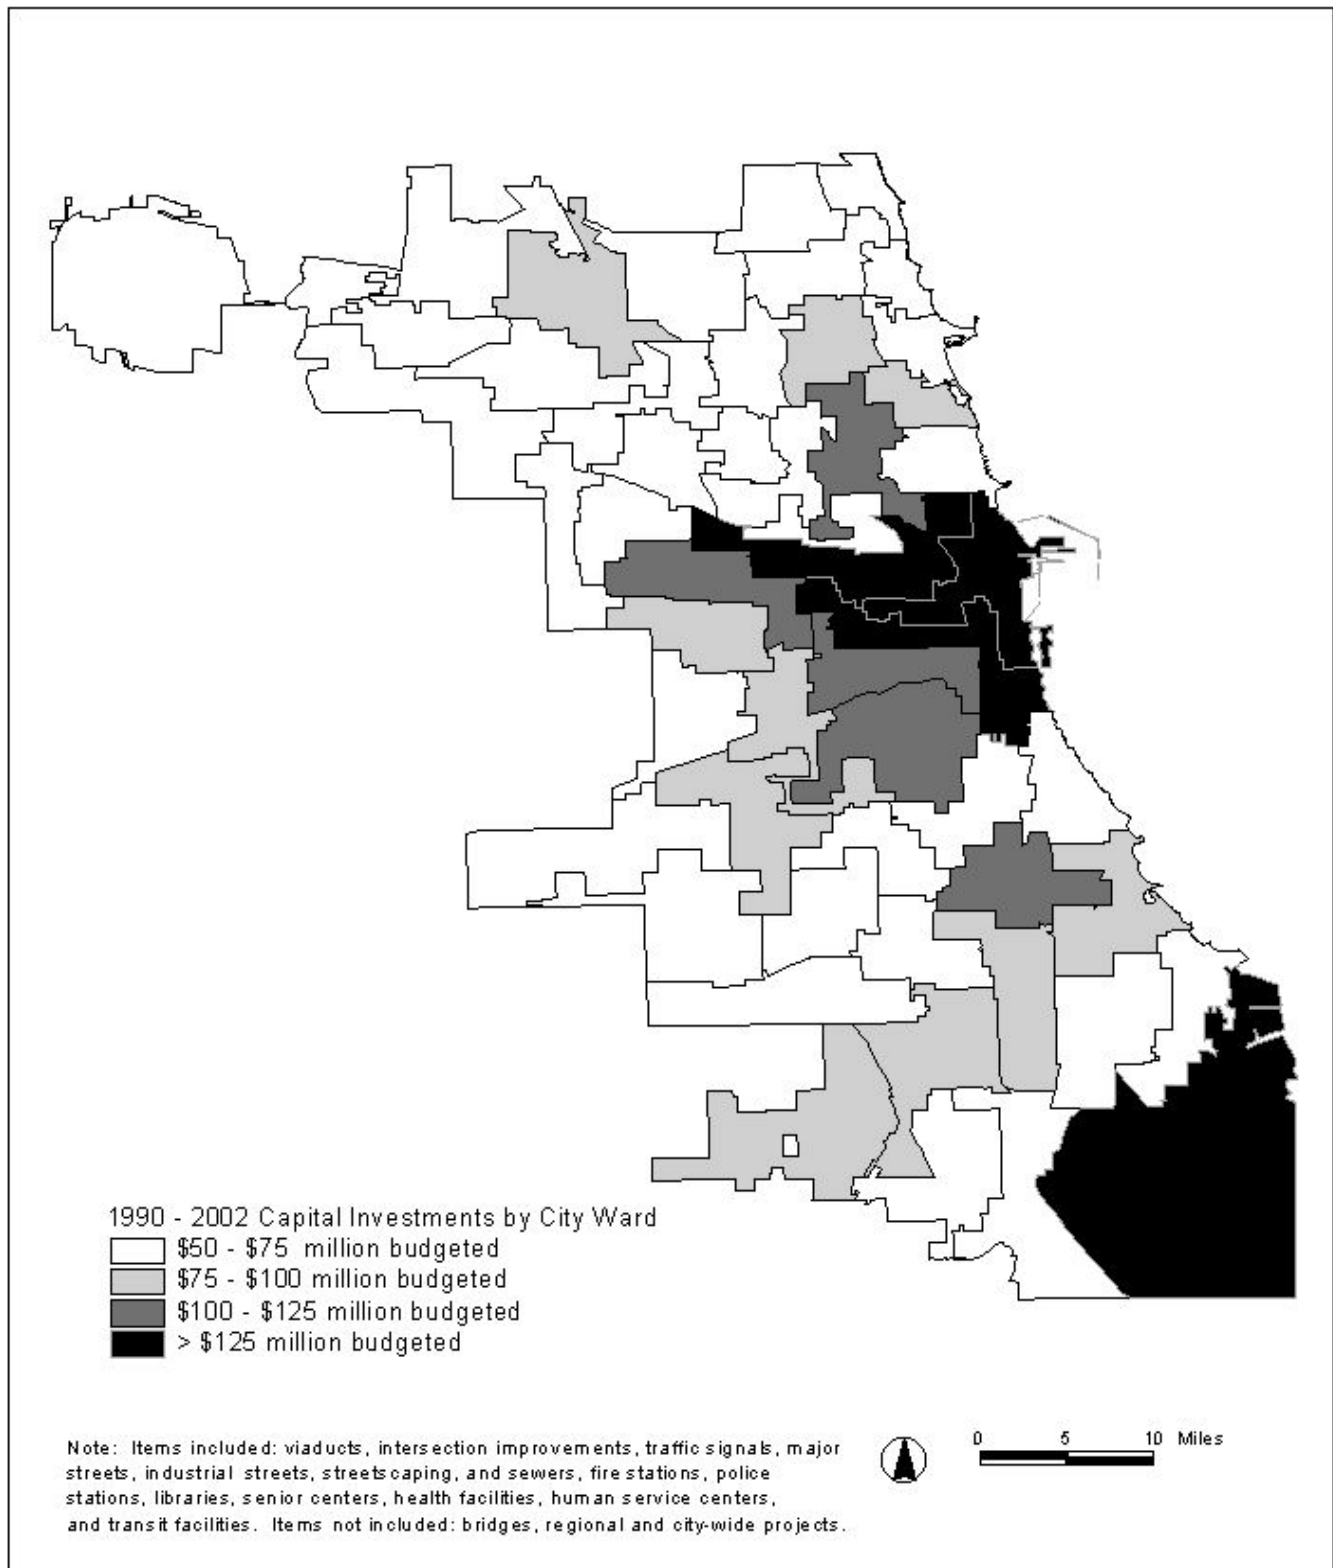 1990 - 2002 Capital Investments by City Ward
$50 - $75 million budgeted
$75 - $100 million budgeted
$100 - $125 million budgeted
> $125 million budgeted
Note: Items included: viaducts, intersection improvements, traffic signals, major
streets, industrial streets, streetscaping, and sewers, fire stations, police
stations, libraries, senior centers, health facilities, human service centers,
and transit facilities. Items not included: bridges, regional and city-wide projects.
0 5 10 Miles